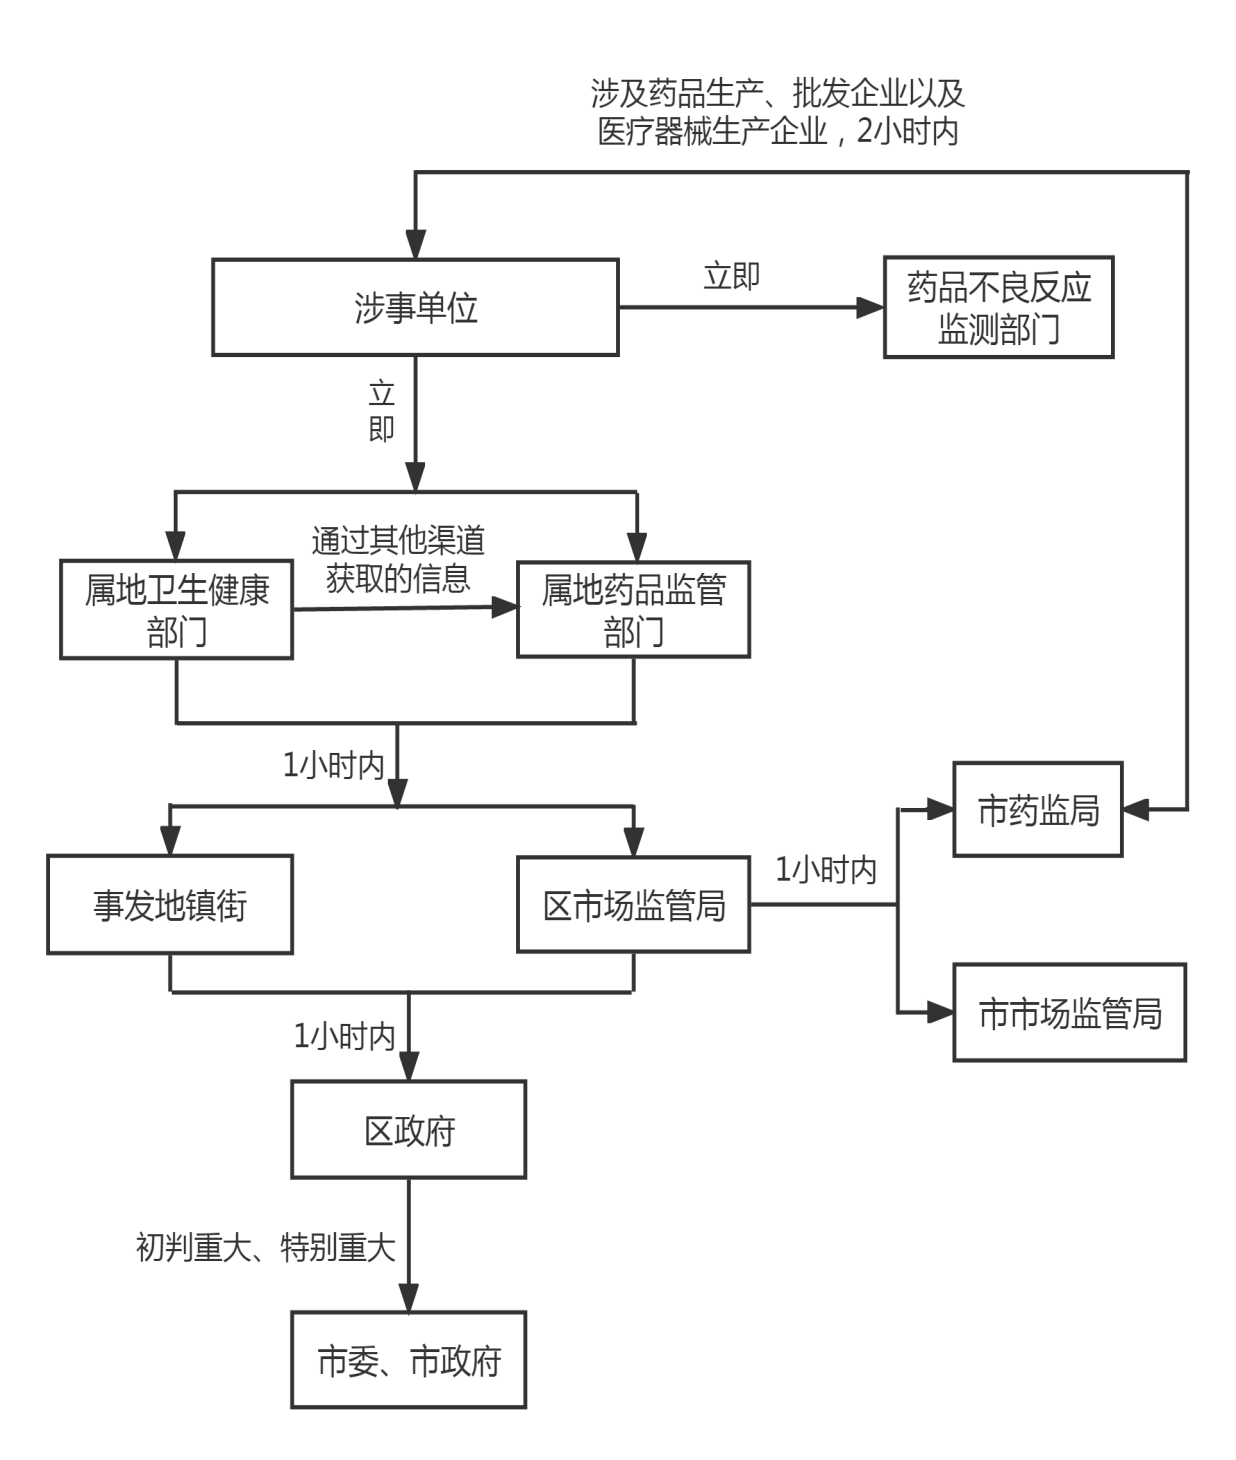 涉及药品生产、批发企业以及
医疗器械生产企业，2小时内
涉事单位
立即
药品不良反应
监测部门
立
即
通过其他渠道
获取的信息
属地卫生健康
部门
属地药品监管
部门
1小时内
市药监局
事发地镇街
区市场监管局
1小时内
市市场监管局
1小时内
区政府
初判重大、特别重大
市委、市政府